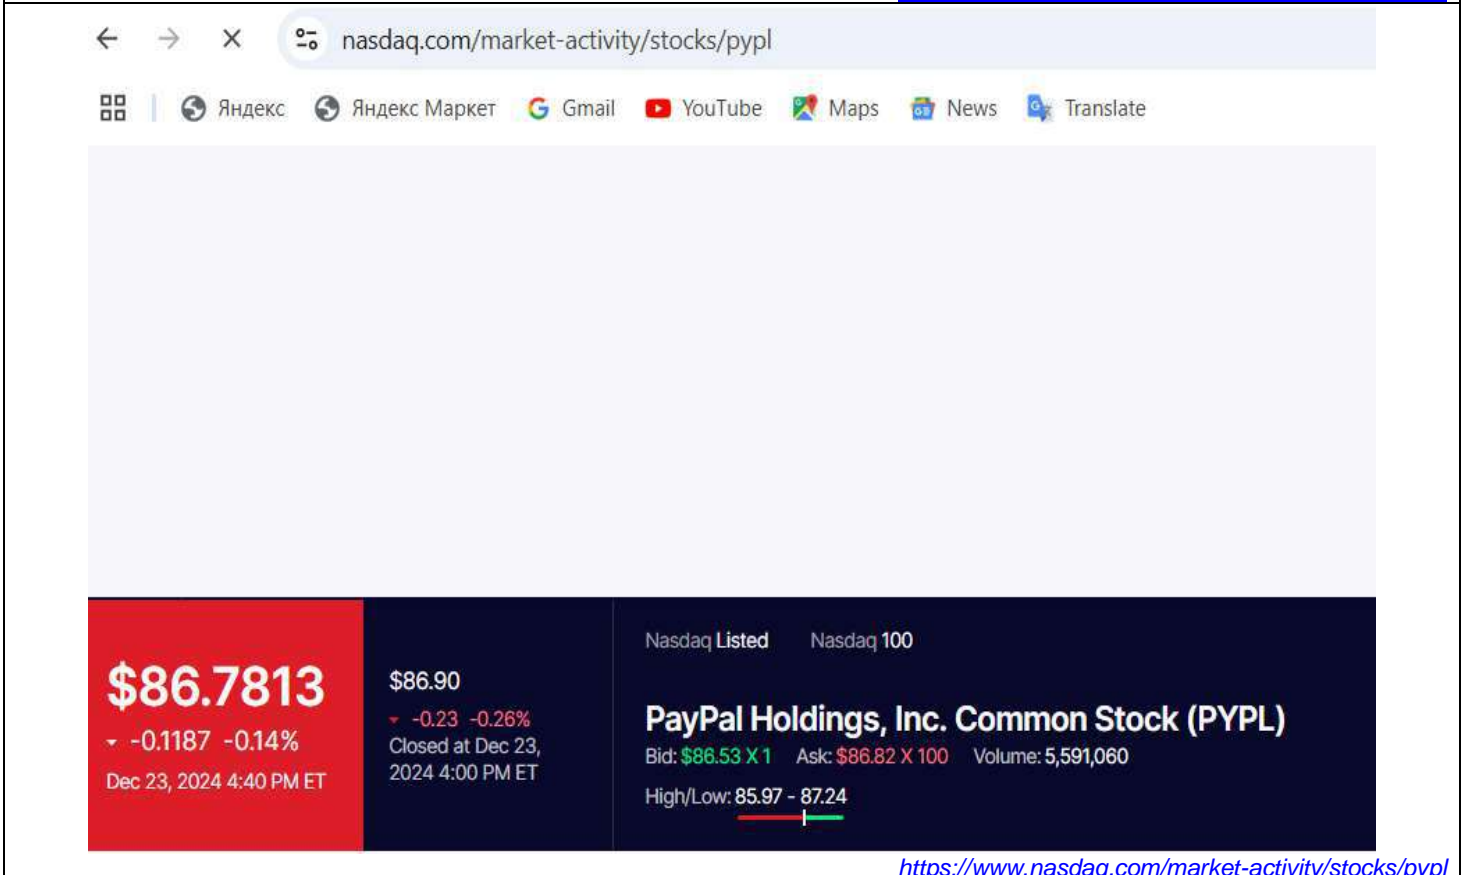 nasdaq.com/market-activity/stocks/pypl
Яндекс Яндекс Маркет Gmail YouTube Maps News Translate
$86.7813
-0.1187 -0.14%
Dec 23, 2024 4:40 PM ET
$86.90
-0.23 -0.26%
Closed at Dec 23,
2024 4:00 PM ET
Nasdaq Listed Nasdaq 100
PayPal Holdings, Inc. Common Stock (PYPL)
Bid: $86.53 X 1 Ask: $86.82 X 100 Volume: 5,591,060
High/Low: 85.97 - 87.24
https://www.nasdaq.com/market-activity/stocks/pypl